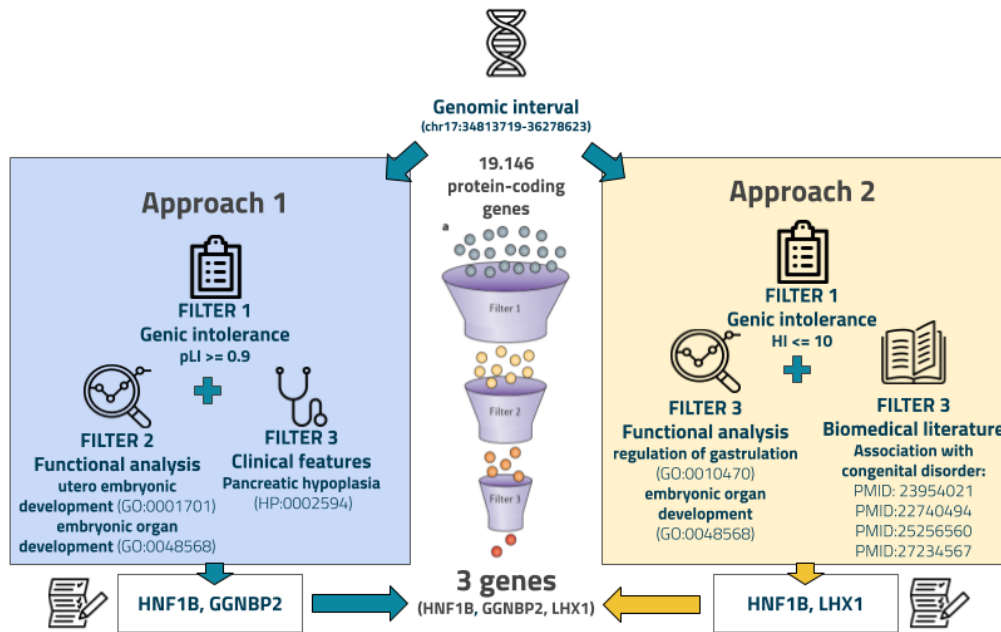 Genomic interval
(chr17:34813719-36278623)
Approach 1
FILTER 1
Genic intolerance
pLI >= 0.9
FILTER 2
Functional analysis
utero embryonic
development (GO:0001701)
embryonic organ
development (GO:0048568)
FILTER 3
Clinical features
Pancreatic hypoplasia
(HP:0002594)
HNF1B, GGNBP2
19.146
protein-coding
genes
a
Filter 1
Filter 2
Filter 3
3 genes
(HNF1B, GGNBP2, LHX1)
Approach 2
FILTER 1
Genic intolerance
HI <= 10
FILTER 3
Functional analysis
regulation of gastrulation
(GO:0010470)
embryonic organ
development
(GO:0048568)
FILTER 3
Biomedical literature
Association with
congenital disorder:
PMID: 23954021
PMID:22740494
PMID:25256560
PMID:27234567
HNF1B, LHX1